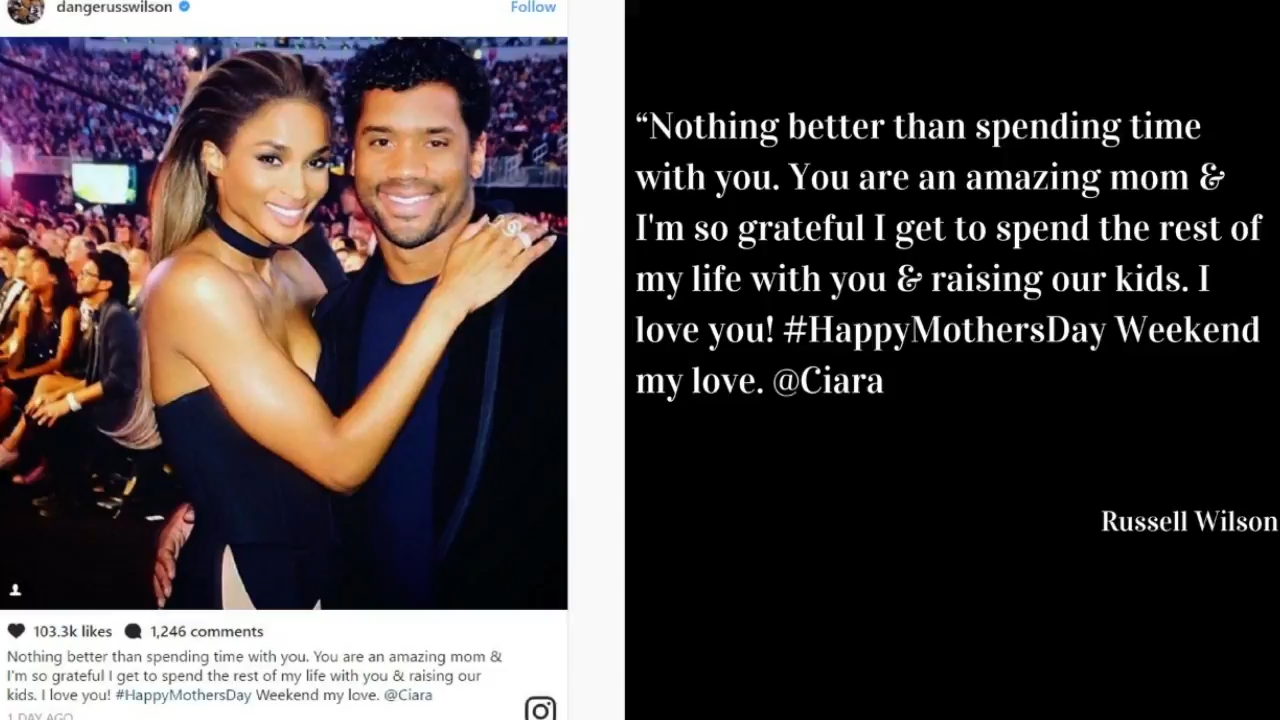 dangerusswilson
Follow
103.3k likes 1,246 comments
Nothing better than spending time with you. You are an amazing mom &
I'm so grateful I get to spend the rest of my life with you & raising our
kids. I love you! #HappyMothersDay Weekend my love. @Ciara
1 DAY AGO
“Nothing better than spending time
with you. You are an amazing mom &
I'm so grateful I get to spend the rest of
my life with you & raising our kids. I
love you! #HappyMothersDay Weekend
my love. @Ciara
Russell Wilson